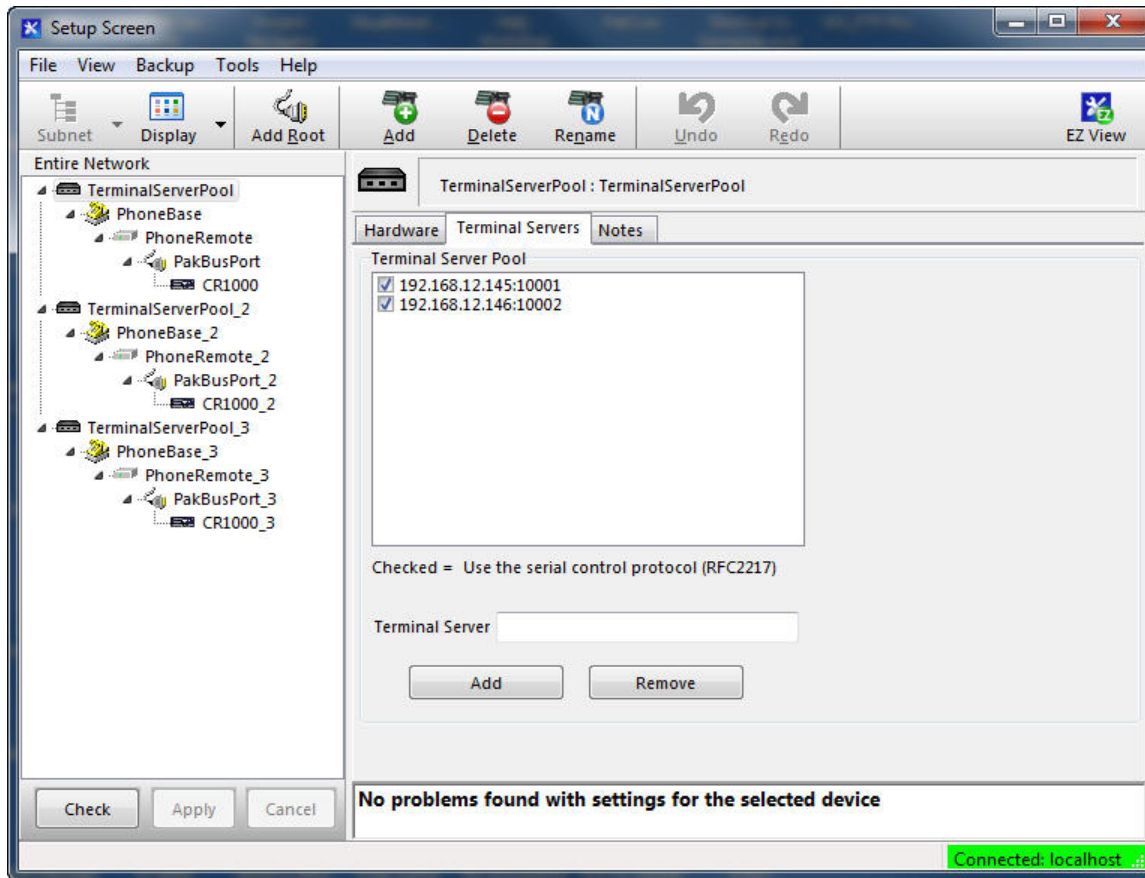 Setup Screen
File View Backup Tools Help
Subnet Display Add Root Add Delete Rename Undo Redo EZ View
Entire Network
TerminalServerPool
PhoneBase
PhoneRemote
PakBusPort
CR1000
TerminalServerPool_2
PhoneBase_2
PhoneRemote_2
PakBusPort_2
CR1000_2
TerminalServerPool_3
PhoneBase_3
PhoneRemote_3
PakBusPort_3
CR1000_3
Check Apply Cancel
TerminalServerPool : TerminalServerPool
Hardware Terminal Servers Notes
Terminal Server Pool
192.168.12.145:10001
192.168.12.146:10002
Checked = Use the serial control protocol (RFC2217)
Terminal Server
Add Remove
No problems found with settings for the selected device
Connected: localhost